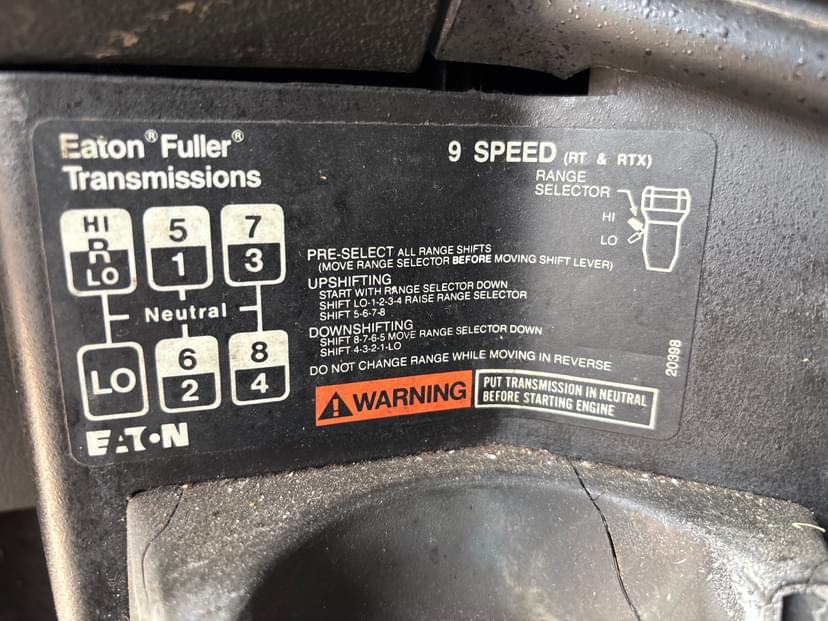 Eaton® Fuller®
Transmissions
9 SPEED (RT & RTX)
RANGE
SELECTOR
HI
LO
HI
R
LO
5
1
7
3
Neutral
LO
6
2
8
4
PRE-SELECT ALL RANGE SHIFTS
(MOVE RANGE SELECTOR BEFORE MOVING SHIFT LEVER)
UPSHIFTING
START WITH RANGE SELECTOR DOWN
SHIFT LO-1-2-3-4 RAISE RANGE SELECTOR
SHIFT 5-6-7-8
DOWNSHIFTING
SHIFT 8-7-6-5 MOVE RANGE SELECTOR DOWN
SHIFT 4-3-2-1-LO
DO NOT CHANGE RANGE WHILE MOVING IN REVERSE
WARNING
PUT TRANSMISSION IN NEUTRAL
BEFORE STARTING ENGINE
20398
EATON